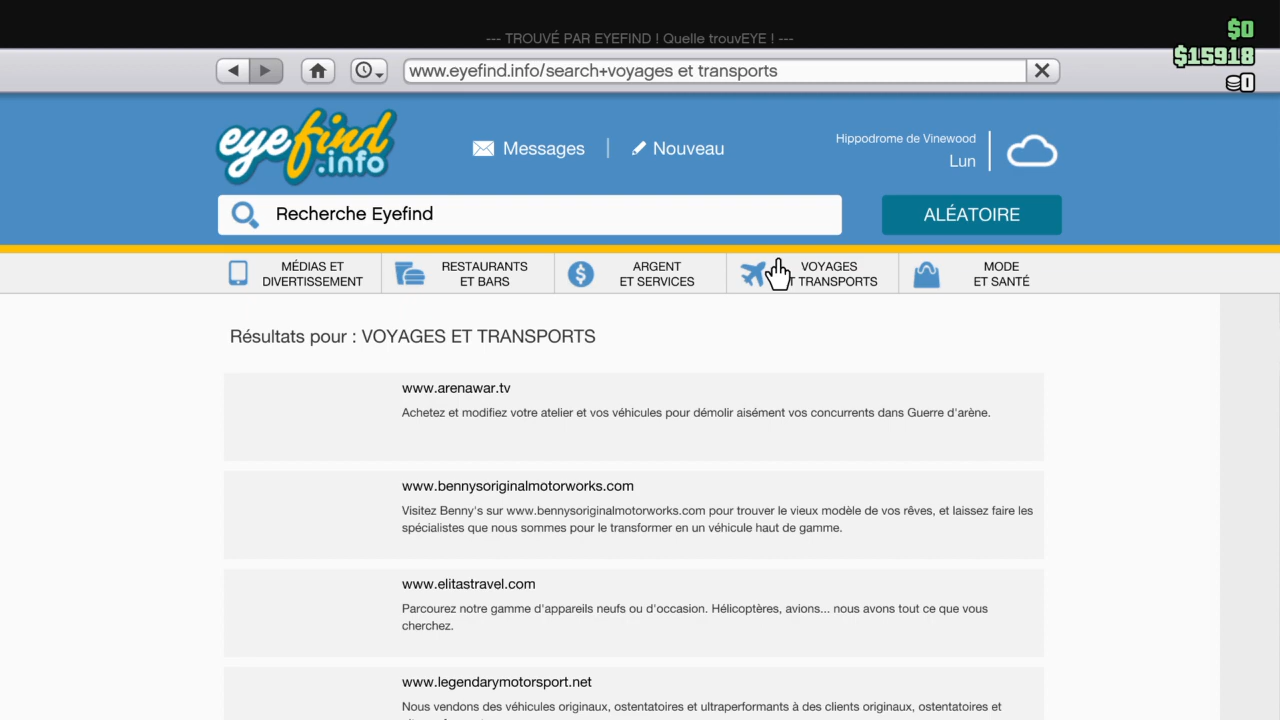 --- TROUVÉ PAR EYEFIND ! Quelle trouvEYE ! ---
$0
$15918
0
www.eyefind.info/search+voyages et transports
eyefind
.info
Messages
Nouveau
Hippodrome de Vinewood
Lun
Recherche Eyefind
ALÉATOIRE
MÉDIAS ET
DIVERTISSEMENT
RESTAURANTS
ET BARS
ARGENT
ET SERVICES
VOYAGES
T TRANSPORTS
MODE
ET SANTÉ
Résultats pour : VOYAGES ET TRANSPORTS
www.arenawar.tv
Achetez et modifiez votre atelier et vos véhicules pour démolir aisément vos concurrents dans Guerre d'arène.
www.bennysoriginalmotorworks.com
Visitez Benny's sur www.bennysoriginalmotorworks.com pour trouver le vieux modèle de vos rêves, et laissez faire les
spécialistes que nous sommes pour le transformer en un véhicule haut de gamme.
www.elitastravel.com
Parcourez notre gamme d'appareils neufs ou d'occasion. Hélicoptères, avions... nous avons tout ce que vous
cherchez.
www.legendarymotorsport.net
Nous vendons des véhicules originaux, ostentatoires et ultraperformants à des clients originaux, ostentatoires et